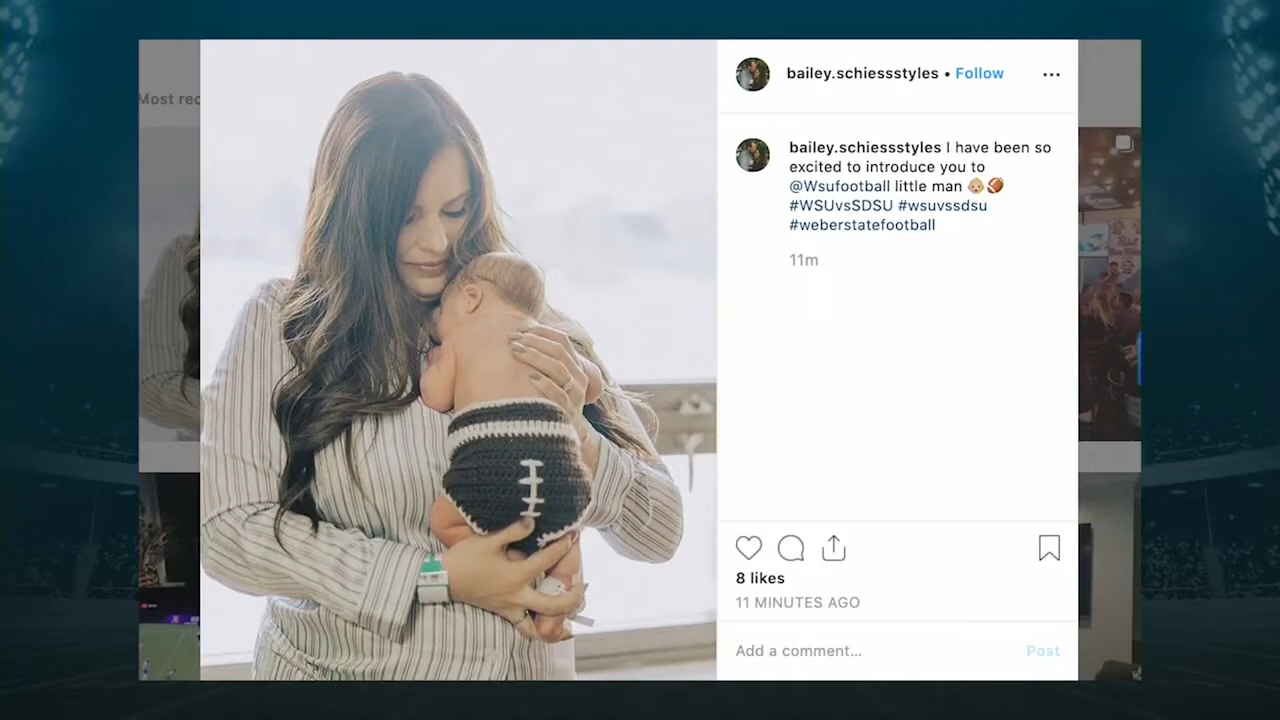 Most rec
bailey.schiessstyles • Follow
bailey.schiessstyles I have been so
excited to introduce you to
@Wsufootball little man 👶🏼🏈
#WSUvsSDSU #wsuvssdsu
#weberstatefootball
11m
8 likes
11 MINUTES AGO
Add a comment...
Post